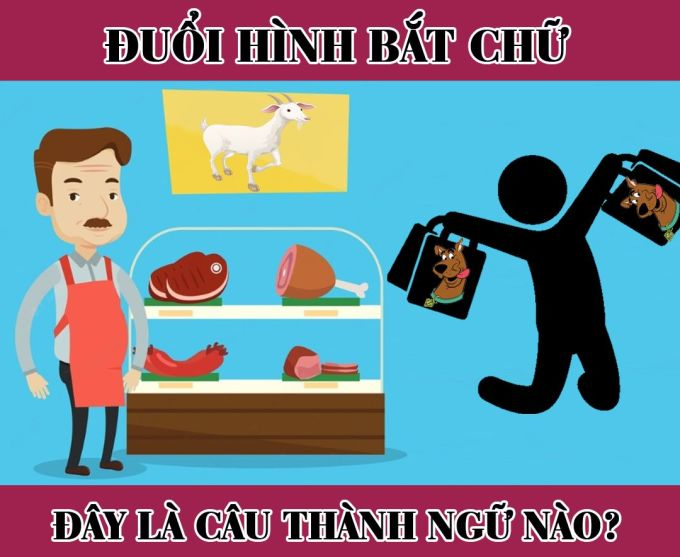 ĐUỔI HÌNH BẮT CHỮ
ĐÂY LÀ CÂU THÀNH NGỮ NÀO?